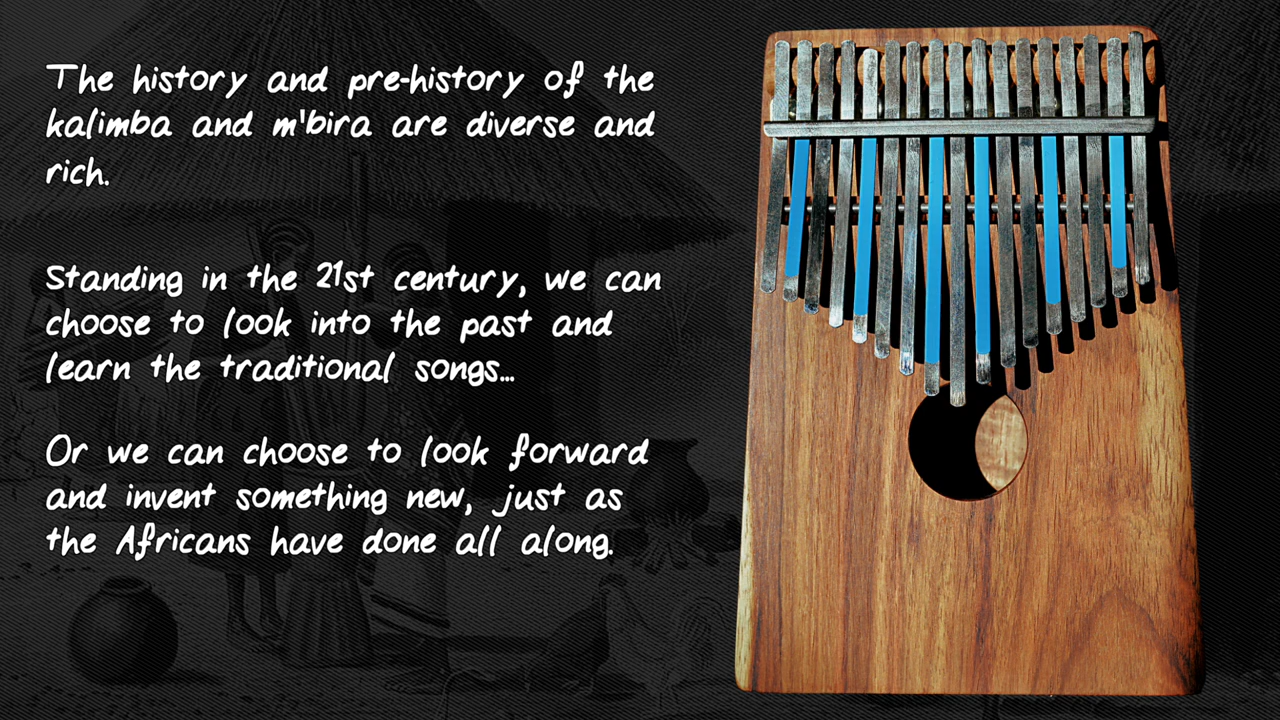 The history and pre-history of the
kalimba and m'bira are diverse and
rich.
Standing in the 21st century, we can
choose to look into the past and
learn the traditional songs...
Or we can choose to look forward
and invent something new, just as
the Africans have done all along.